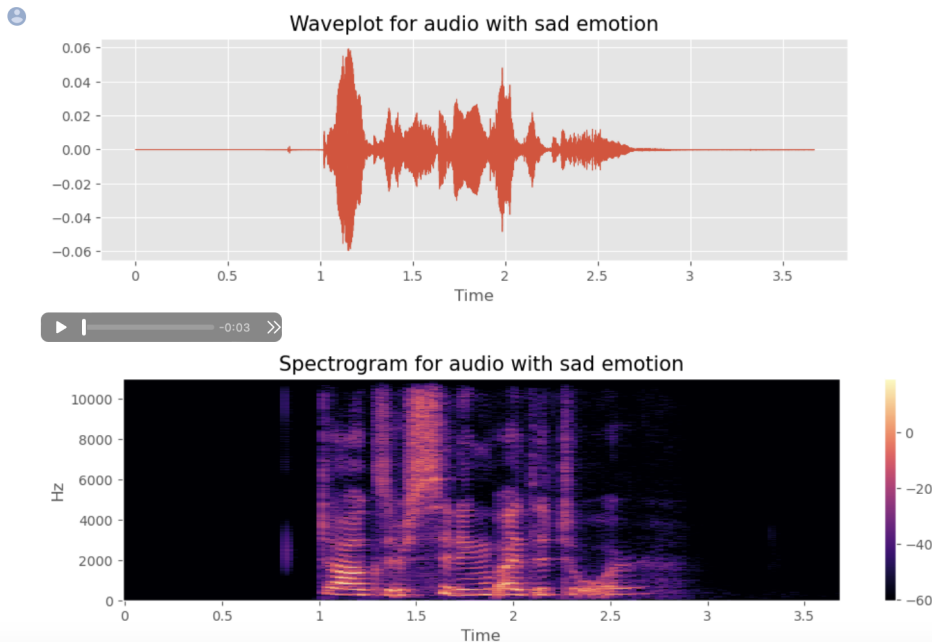 Waveplot for audio with sad emotion
0.06
0.04
0.02
0.00
−0.02
−0.04
−0.06
0 0.5 1 1.5 2 2.5 3 3.5
Time
-0:03
Spectrogram for audio with sad emotion
10000
8000
6000
4000
2000
0
Hz
0 0.5 1 1.5 2 2.5 3 3.5
Time
0
−20
−40
−60